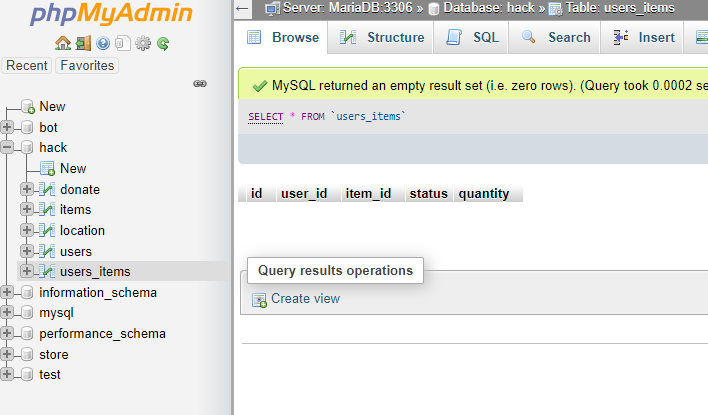 phpMyAdmin
Recent Favorites
New
bot
hack
New
donate
items
location
users
users_items
information_schema
mysql
performance_schema
store
test
Server: MariaDB:3306 » Database: hack » Table: users_items
Browse Structure SQL Search Insert
MySQL returned an empty result set (i.e. zero rows). (Query took 0.0002 se
SELECT * FROM `users_items`
id user_id item_id status quantity
Query results operations
Create view